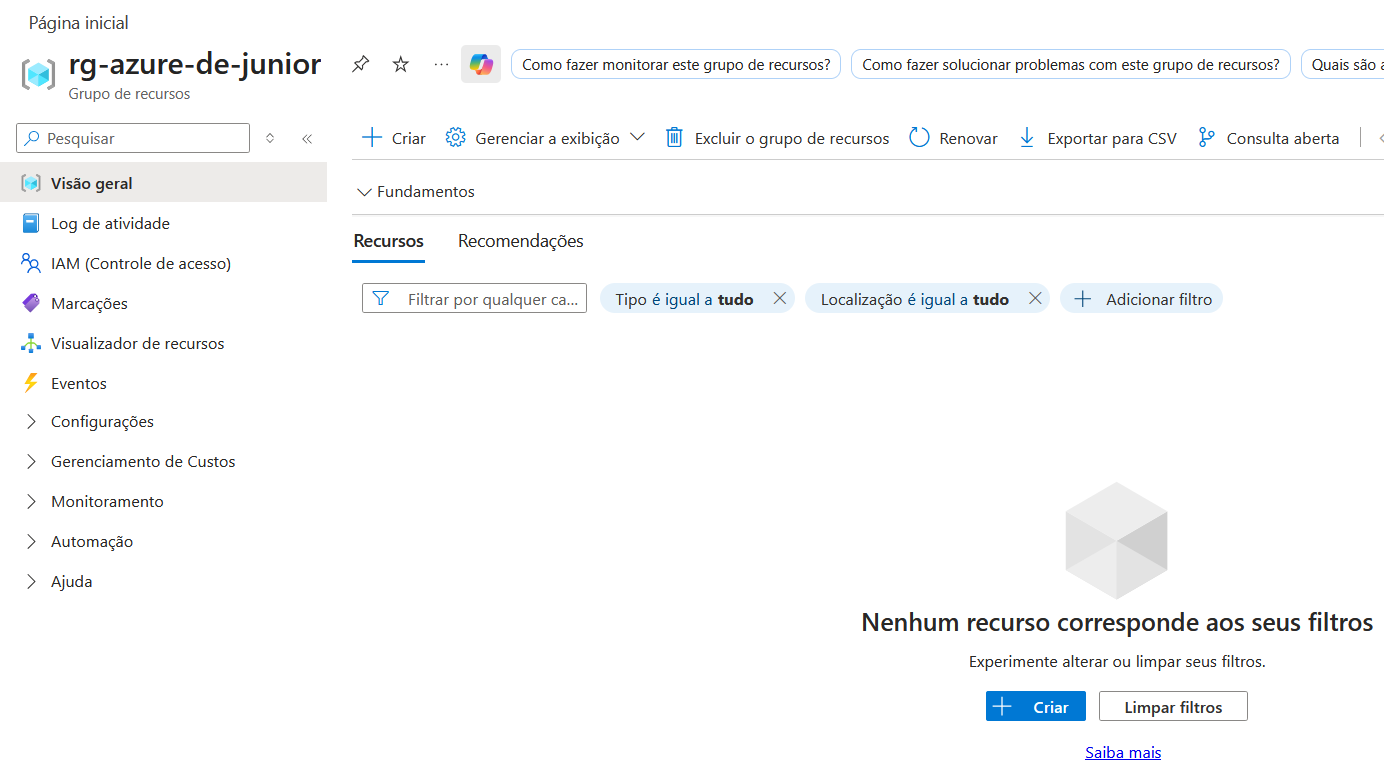 Página inicial
rg-azure-de-junior
Grupo de recursos
Como fazer monitorar este grupo de recursos?
Como fazer solucionar problemas com este grupo de recursos?
Quais são a
Pesquisar
Criar
Gerenciar a exibição
Excluir o grupo de recursos
Renovar
Exportar para CSV
Consulta aberta
Visão geral
Log de atividade
IAM (Controle de acesso)
Marcações
Visualizador de recursos
Eventos
Configurações
Gerenciamento de Custos
Monitoramento
Automação
Ajuda
Fundamentos
Recursos
Recomendações
Filtrar por qualquer ca...
Tipo é igual a tudo
Localização é igual a tudo
Adicionar filtro
Nenhum recurso corresponde aos seus filtros
Experimente alterar ou limpar seus filtros.
Criar
Limpar filtros
Saiba mais